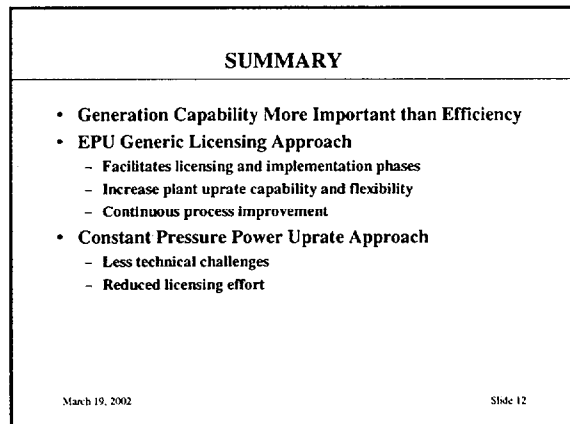 SUMMARY
• Generation Capability More Important than Efficiency
• EPU Generic Licensing Approach
– Facilitates licensing and implementation phases
– Increase plant uprate capability and flexibility
– Continuous process improvement
• Constant Pressure Power Uprate Approach
– Less technical challenges
– Reduced licensing effort
March 19, 2002
Slide 12